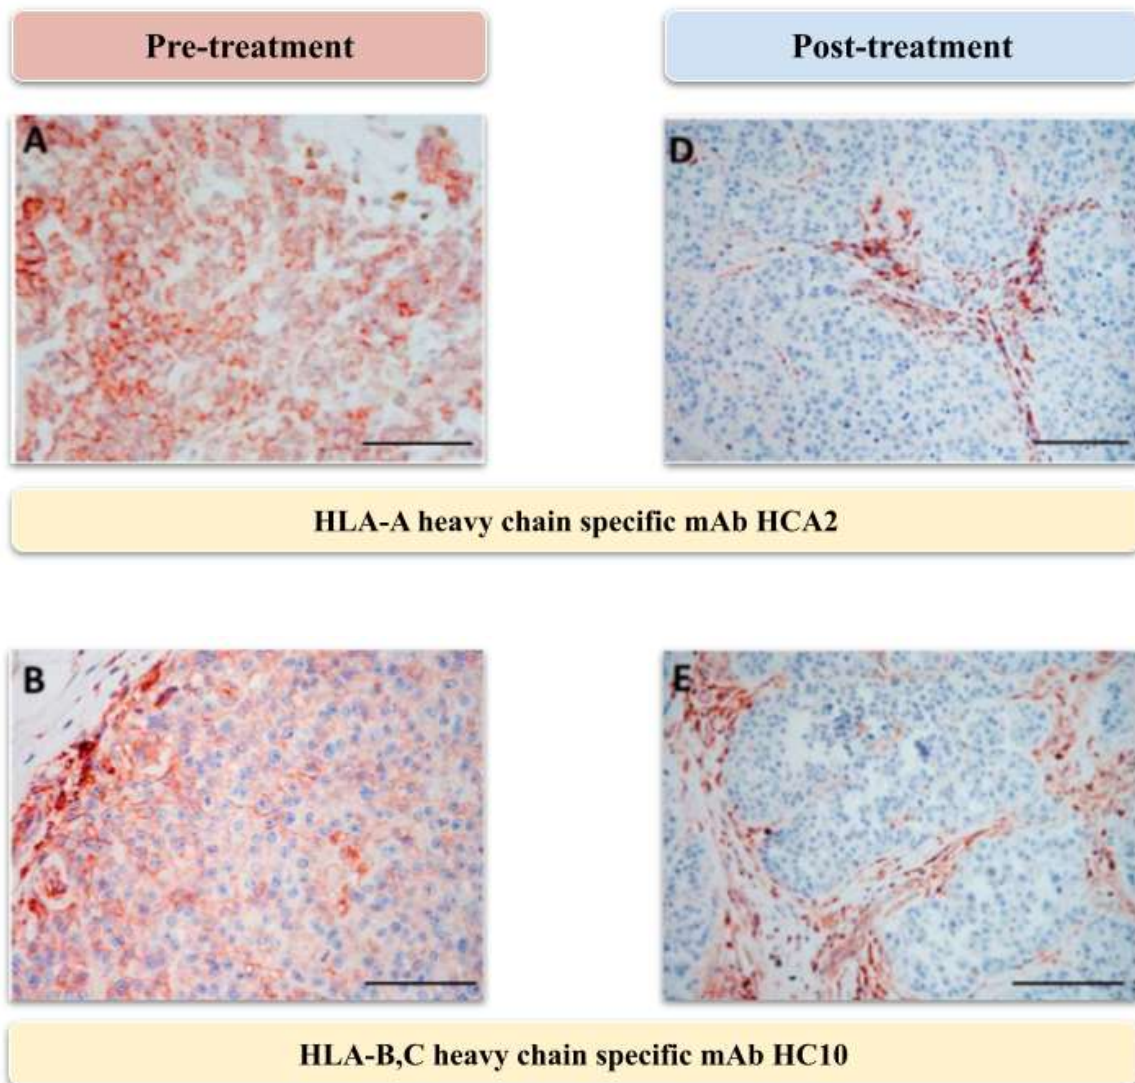 Pre-treatment
Post-treatment
A
D
HLA-A heavy chain specific mAb HCA2
B
E
HLA-B,C heavy chain specific mAb HC10